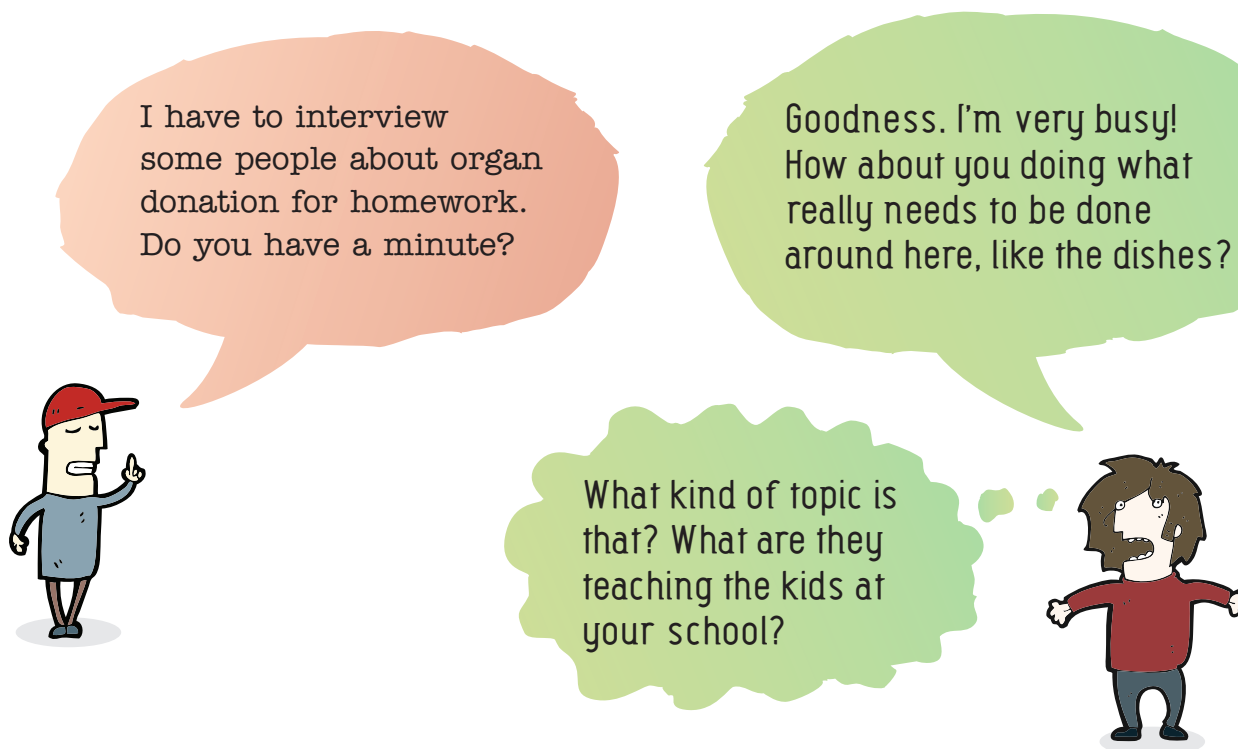 I have to interview
some people about organ
donation for homework.
Do you have a minute?
Goodness. I'm very busy!
How about you doing what
really needs to be done
around here, like the dishes?
What kind of topic is
that? What are they
teaching the kids at
your school?